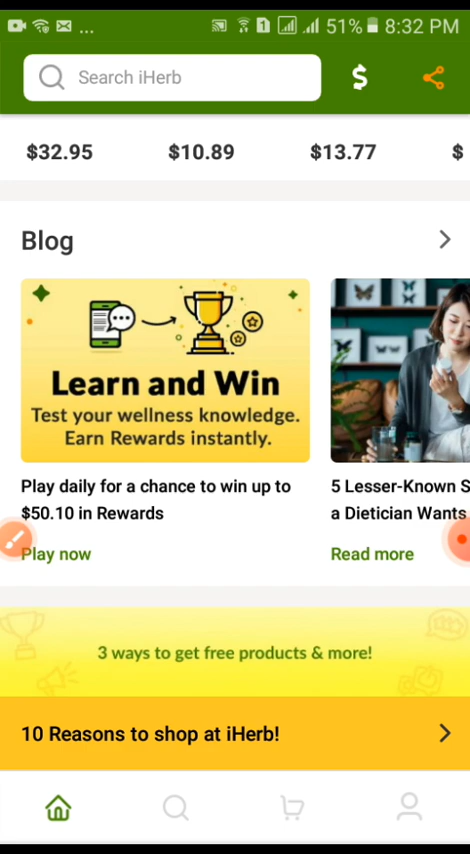 ... 1 51% 8:32 PM
Search iHerb
$
$32.95 $10.89 $13.77 $
Blog
Learn and Win
Test your wellness knowledge.
Earn Rewards instantly.
Play daily for a chance to win up to
$50.10 in Rewards
Play now
5 Lesser-Known S
a Dietician Wants
Read more
3 ways to get free products & more!
10 Reasons to shop at iHerb!